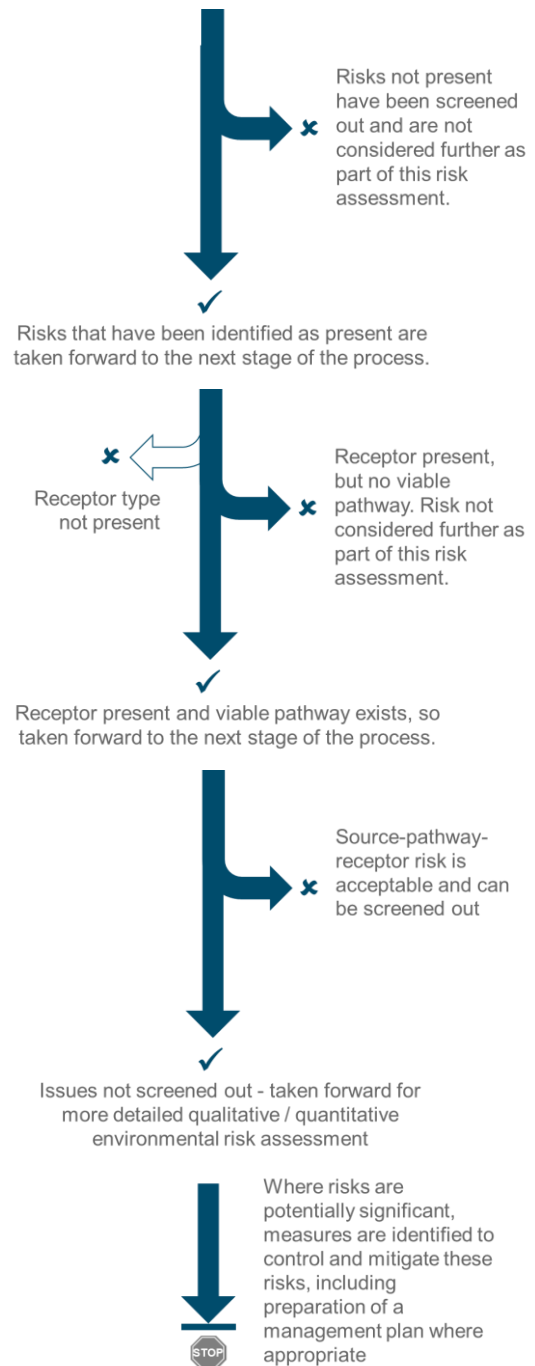 Risks not present
have been screened
out and are not
considered further as
part of this risk
assessment.
Risks that have been identified as present are
taken forward to the next stage of the process.
Receptor type
not present
Receptor present,
but no viable
pathway. Risk not
considered further as
part of this risk
assessment.
Receptor present and viable pathway exists, so
taken forward to the next stage of the process.
Source-pathway-
receptor risk is
acceptable and can
be screened out
Issues not screened out - taken forward for
more detailed qualitative / quantitative
environmental risk assessment
Where risks are
potentially significant,
measures are identified to
control and mitigate these
risks, including
preparation of a
management plan where
appropriate
STOP